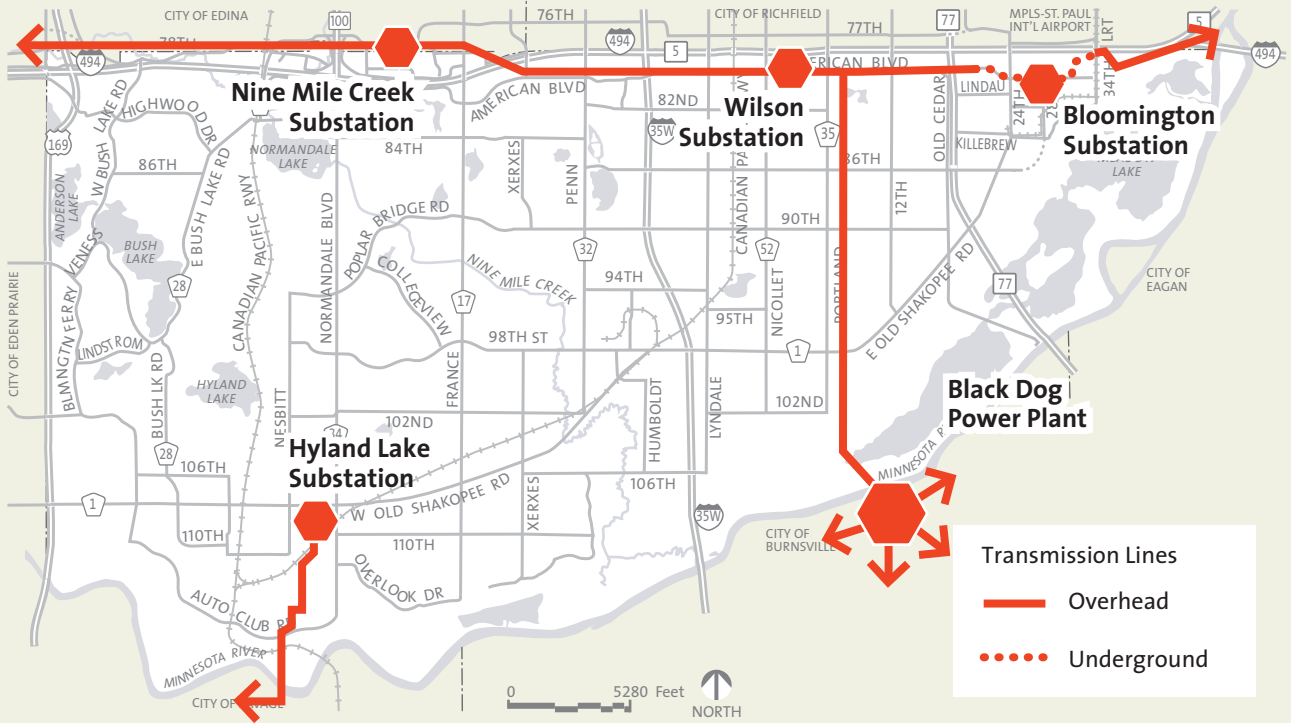 CITY OF EDINA
100
76TH
CITY OF RICHFIELD
77
MPLS-ST. PAUL
INT'L AIRPORT
5
78TH
494
494
5
77TH
34TH
LRT
494
AMERICAN BLVD
ERICAN BLVD
Nine Mile Creek
Substation
Wilson
Substation
Bloomington
Substation
LINDAU
24TH
28
KILLEBREW
LAKE
82ND
35W
35
OLD CEDAR
169
W BUSH LAKE RD
HIGHWOOD DR
NORMANDALE
LAKE
84TH
86TH
86TH
XERXES
PENN
CANADIAN PA
12TH
ANDERSON
LAKE
E BUSH LAKE RD
CANADIAN PACIFIC RWY
NORMANDALE BLVD
POPLAR BRIDGE RD
90TH
BUSH
LAKE
VENESS
BLMNGTN FERRY
28
COLLEGEVIEW
NINE MILE CREEK
32
94TH
52
NICOLLET
PORTLAND
E OLD SHAKOPEE RD
77
CITY OF
EAGAN
CITY OF EDEN PRAIRIE
17
95TH
98TH ST
1
LINDSTROM
BUSH LK RD
HYLAND
LAKE
NESBITT
FRANCE
HUMBOLDT
LYNDALE
102ND
102ND
Black Dog
Power Plant
34
28
106TH
Hyland Lake
Substation
106TH
MINNESOTA R
1
W OLD SHAKOPEE RD
XERXES
35W
110TH
110TH
CITY OF
BURNSVILLE
OVERLOOK DR
AUTO CLUB R
MINNESOTA RIVER
CITY OF
AGE
0
5280 Feet
NORTH
Transmission Lines
Overhead
Underground